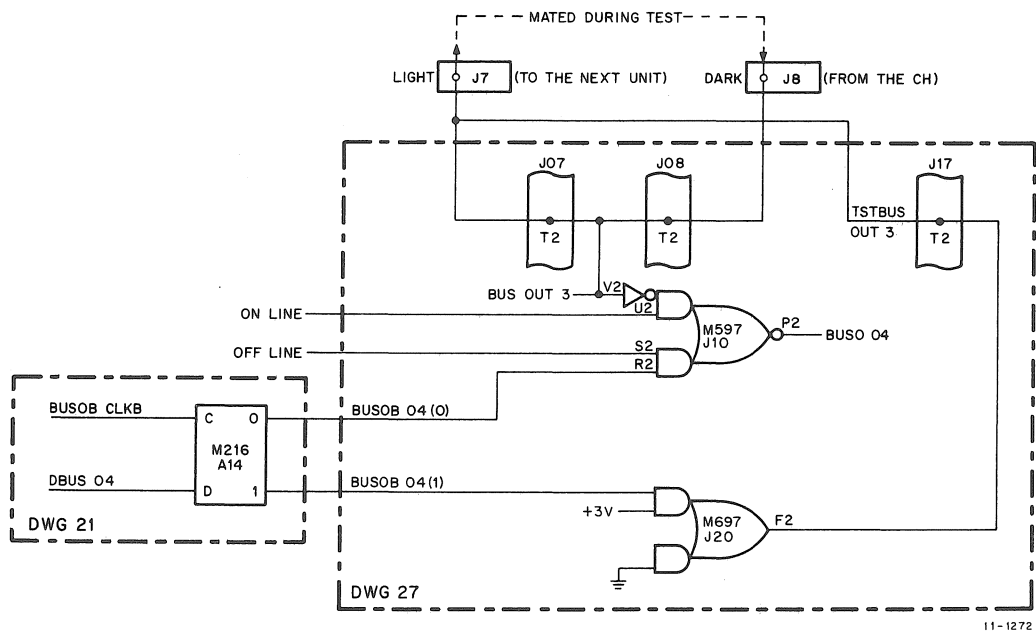 MATED DURING TEST
LIGHT J7 (TO THE NEXT UNIT) DARK J8 (FROM THE CH)
J07 J08 J17
T2 T2 TSTBUS OUT 3 T2
BUS OUT 3 V2
ON LINE U2
M597 J10 P2 BUSO 04
OFF LINE S2
R2
BUSOB CLKB C 0 BUSOB 04(0)
M216 A14
DBUS 04 D 1 BUSOB 04(1)
+3V M697 J20 F2
DWG 21
DWG 27
11-1272